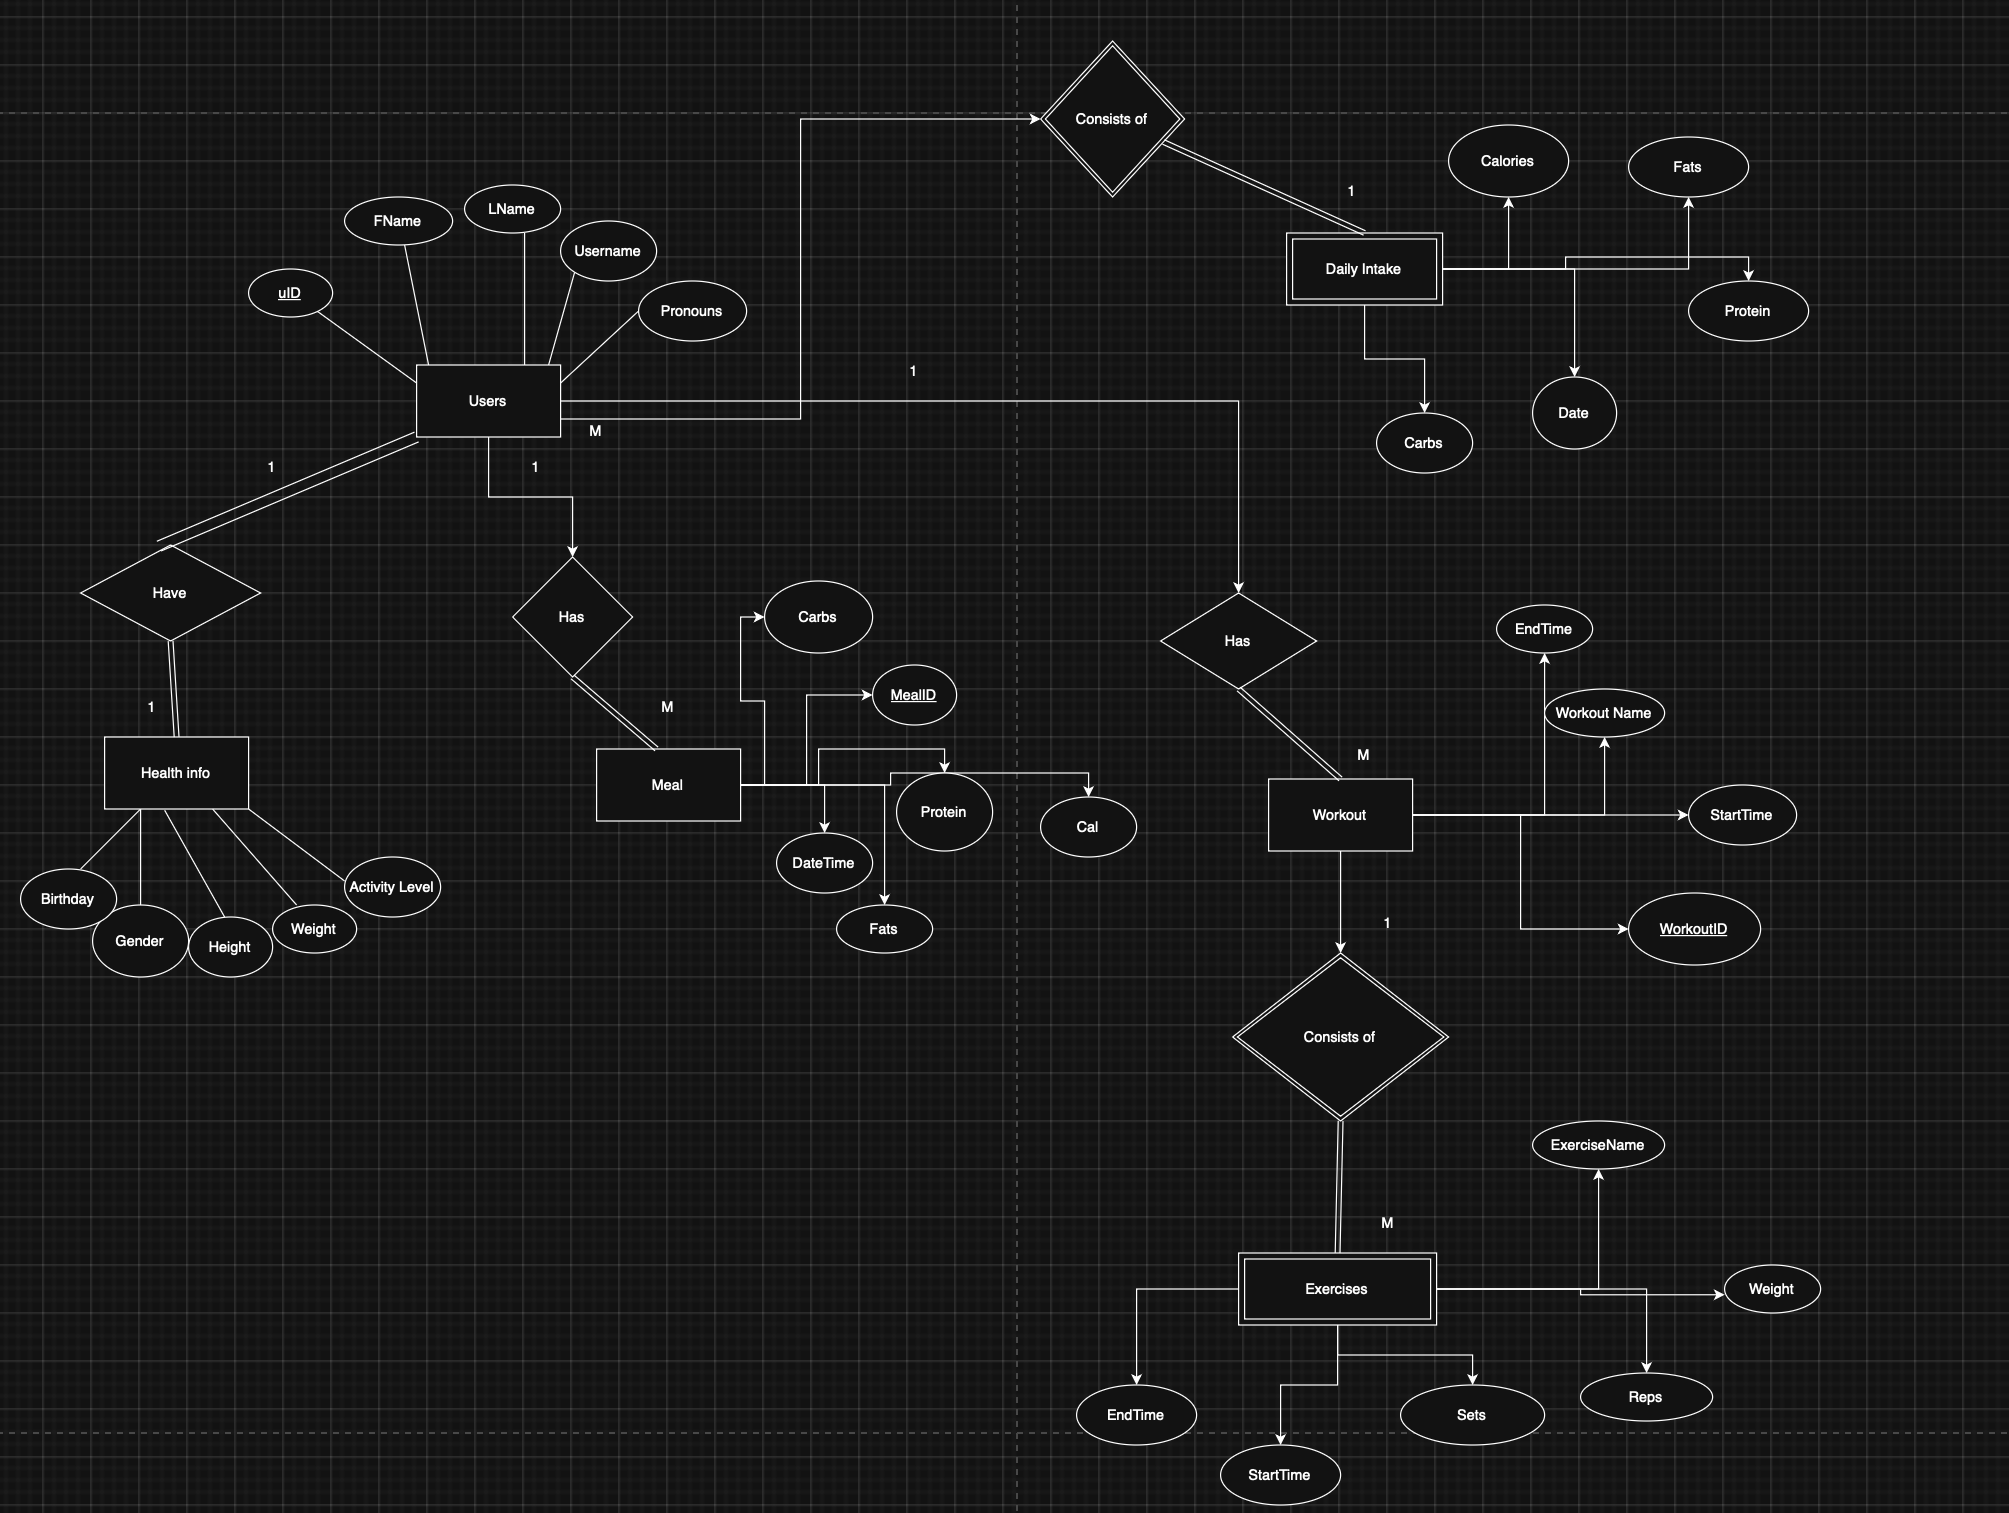 Consists of
Calories
Fats
1
FName
LName
Username
uID
Pronouns
Daily Intake
Protein
1
Users
M
Date
Carbs
1
1
Have
Has
Carbs
Has
EndTime
MealID
1
M
Workout Name
M
Health info
Meal
Protein
Cal
Workout
StartTime
DateTime
Activity Level
Birthday
Gender
Height
Weight
Fats
1
WorkoutID
Consists of
ExerciseName
M
Exercises
Weight
EndTime
StartTime
Sets
Reps